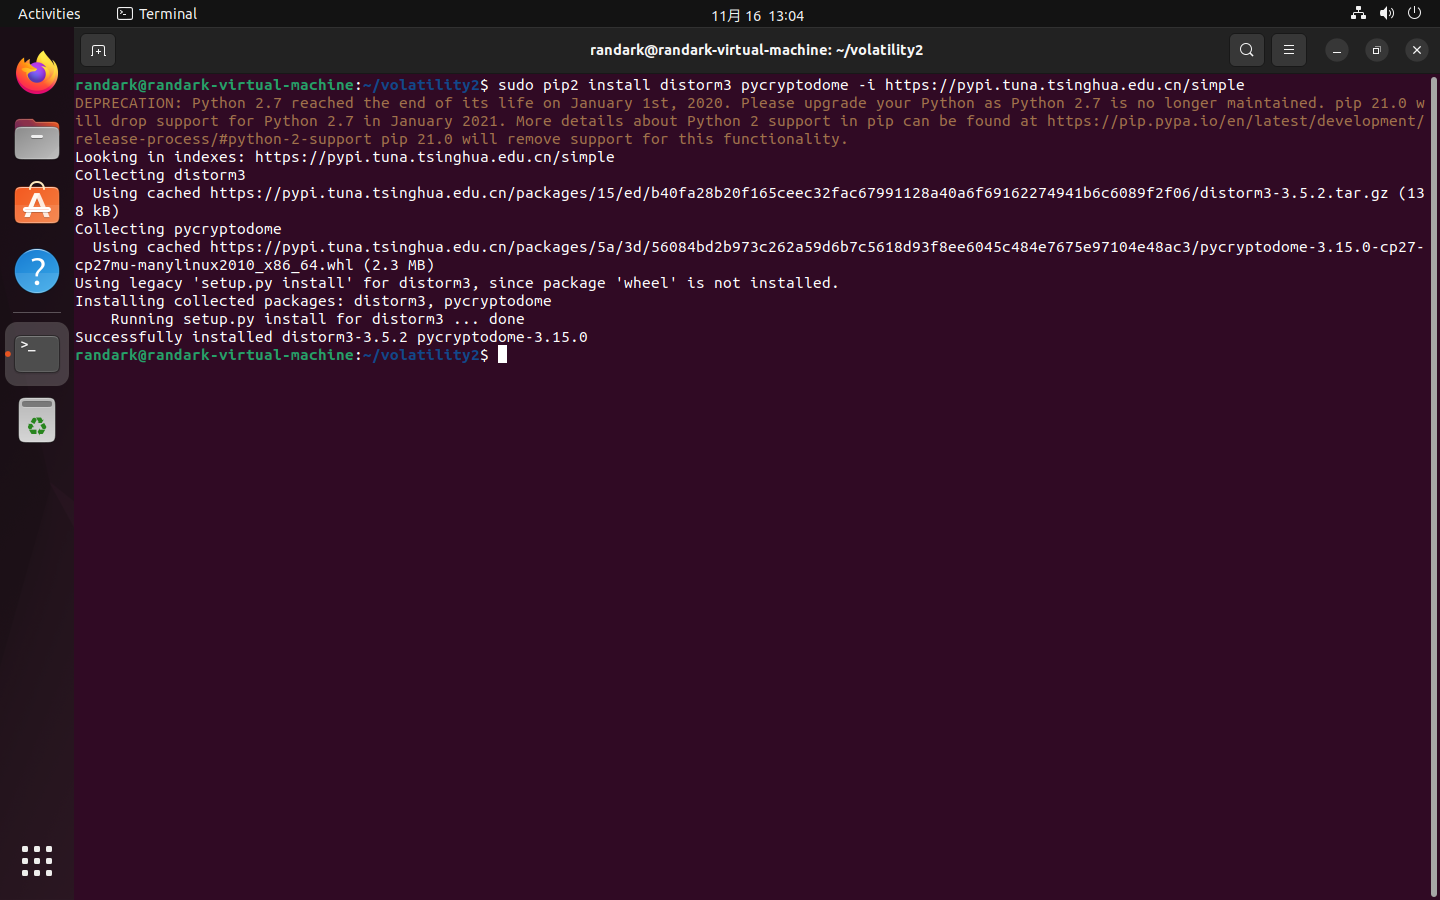 Activities
Terminal
11月 16 13:04
randark@randark-virtual-machine: ~/volatility2
randark@randark-virtual-machine:~/volatility2$ sudo pip2 install distorm3 pycryptodome -i https://pypi.tuna.tsinghua.edu.cn/simple
DEPRECATION: Python 2.7 reached the end of its life on January 1st, 2020. Please upgrade your Python as Python 2.7 is no longer maintained. pip 21.0 w
ill drop support for Python 2.7 in January 2021. More details about Python 2 support in pip can be found at https://pip.pypa.io/en/latest/development/
release-process/#python-2-support pip 21.0 will remove support for this functionality.
Looking in indexes: https://pypi.tuna.tsinghua.edu.cn/simple
Collecting distorm3
  Using cached https://pypi.tuna.tsinghua.edu.cn/packages/15/ed/b40fa28b20f165ceec32fac67991128a40a6f69162274941b6c6089f2f06/distorm3-3.5.2.tar.gz (13
8 kB)
Collecting pycryptodome
  Using cached https://pypi.tuna.tsinghua.edu.cn/packages/5a/3d/56084bd2b973c262a59d6b7c5618d93f8ee6045c484e7675e97104e48ac3/pycryptodome-3.15.0-cp27-
cp27mu-manylinux2010_x86_64.whl (2.3 MB)
Using legacy 'setup.py install' for distorm3, since package 'wheel' is not installed.
Installing collected packages: distorm3, pycryptodome
    Running setup.py install for distorm3 ... done
Successfully installed distorm3-3.5.2 pycryptodome-3.15.0
randark@randark-virtual-machine:~/volatility2$